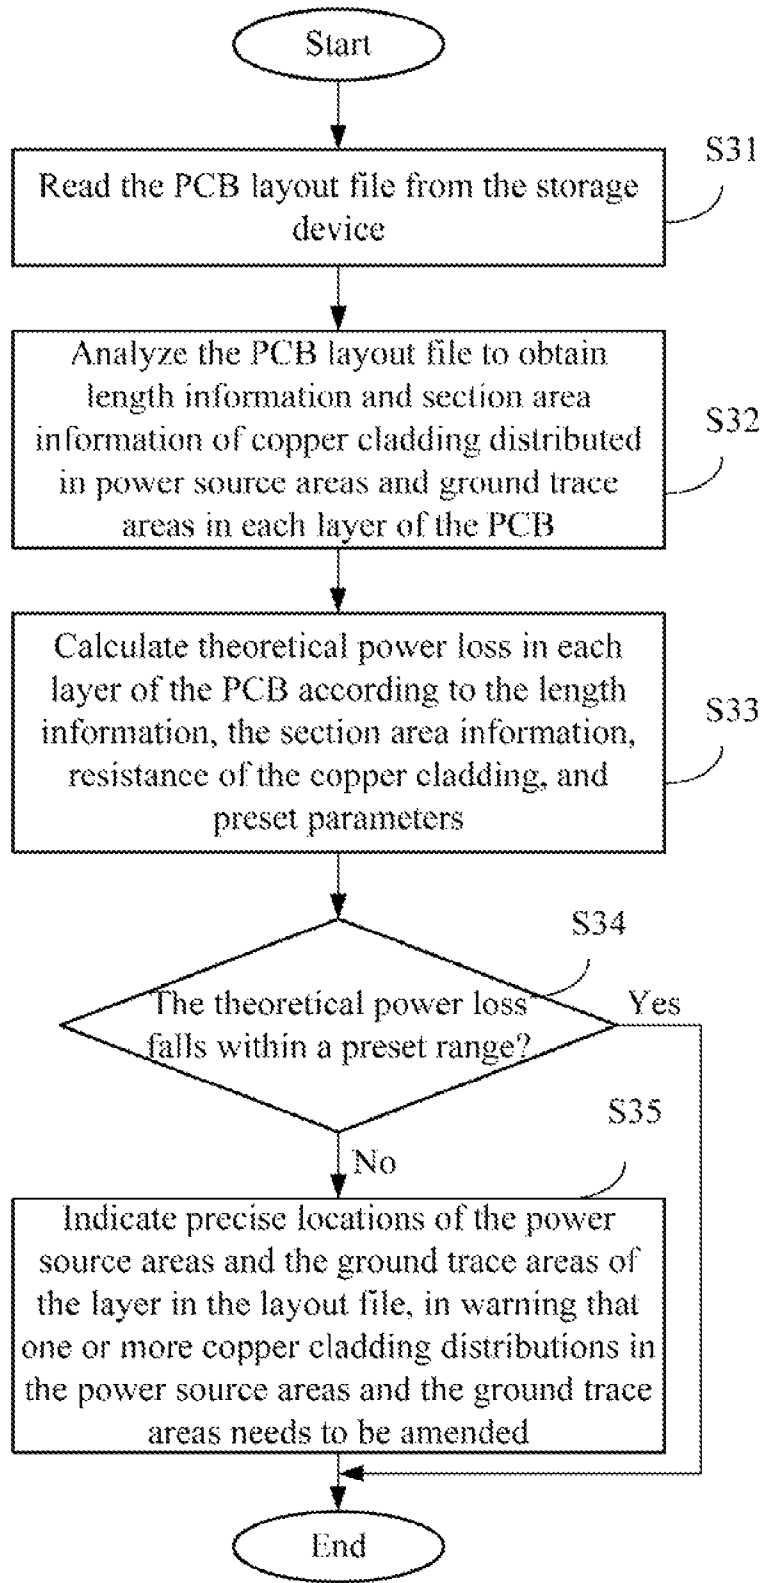 Start
S31
Read the PCB layout file from the storage
device
Analyze the PCB layout file to obtain
length information and section area
information of copper cladding distributed
in power source areas and ground trace
areas in each layer of the PCB
S32
Calculate theoretical power loss in each
layer of the PCB according to the length
information, the section area information,
resistance of the copper cladding, and
preset parameters
S33
S34
The theoretical power loss
falls within a preset range?
Yes
No
S35
Indicate precise locations of the power
source areas and the ground trace areas of
the layer in the layout file, in warning that
one or more copper cladding distributions in
the power source areas and the ground trace
areas needs to be amended
End